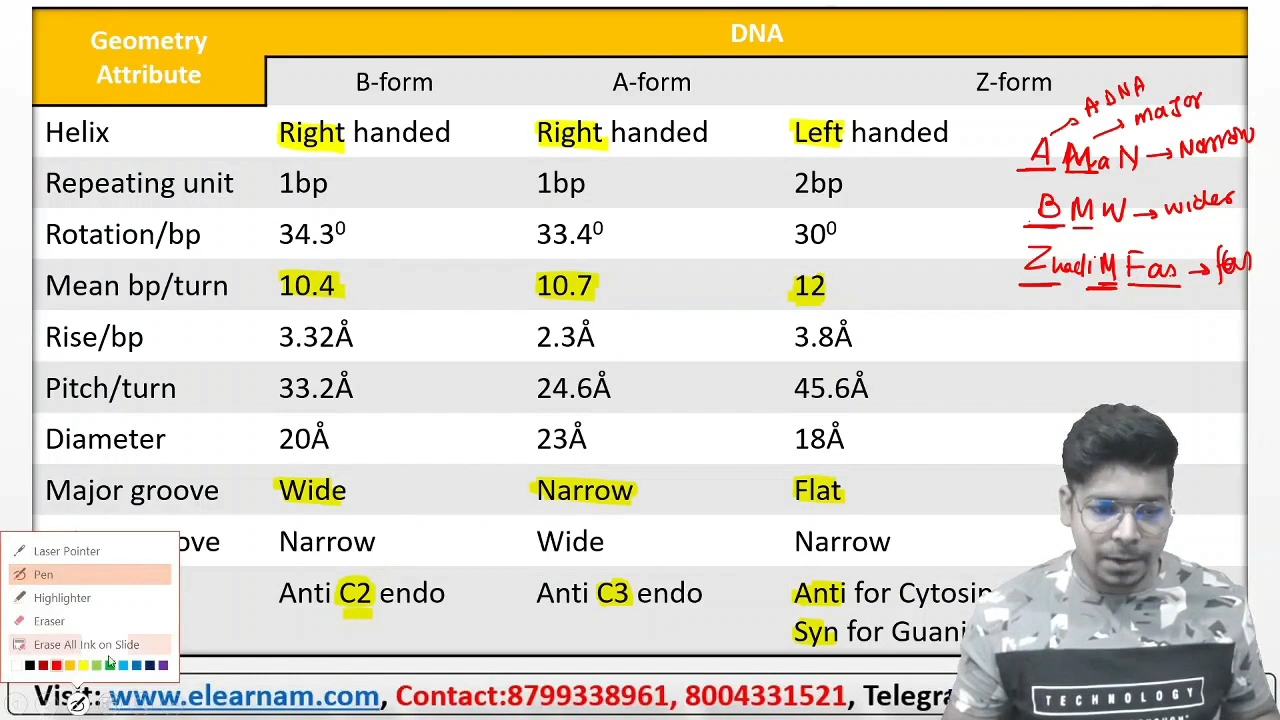 Geometry Attribute DNA
B-form A-form Z-form
Helix Right handed Right handed Left handed
Repeating unit 1bp 1bp 2bp
Rotation/bp 34.3⁰ 33.4⁰ 30⁰
Mean bp/turn 10.4 10.7 12
Rise/bp 3.32Å 2.3Å 3.8Å
Pitch/turn 33.2Å 24.6Å 45.6Å
Diameter 20Å 23Å 18Å
Major groove Wide Narrow Flat
ove Narrow Wide Narrow
Anti C2 endo Anti C3 endo Anti for Cytosin
Syn for Guani
A DNA
major
A MaN → Narrow
B M W → wider
Zhadi M Fas →
Laser Pointer
Pen
Highlighter
Eraser
Erase All Ink on Slide
Visit: www.elearnam.com, Contact:8799338961, 8004331521, Telegra
TECHNOLOGY